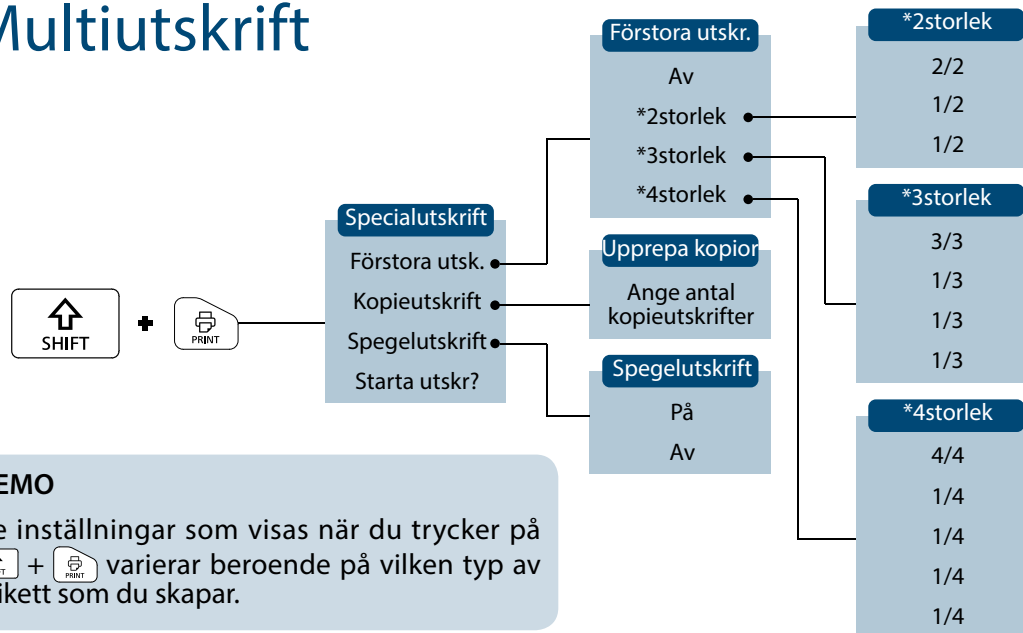 Multiutskrift
SHIFT
+
PRINT
Specialutskrift
Förstora utsk.
Kopieutskrift
Spegelutskrift
Starta utskr?
Förstora utskr.
Av
*2storlek
*3storlek
*4storlek
Upprepa kopior
Ange antal
kopieutskrifter
Spegelutskrift
På
Av
*2storlek
2/2
1/2
1/2
*3storlek
3/3
1/3
1/3
1/3
*4storlek
4/4
1/4
1/4
1/4
1/4
EMO
e inställningar som visas när du trycker på
+ PRINT varierar beroende på vilken typ av
ikett som du skapar.